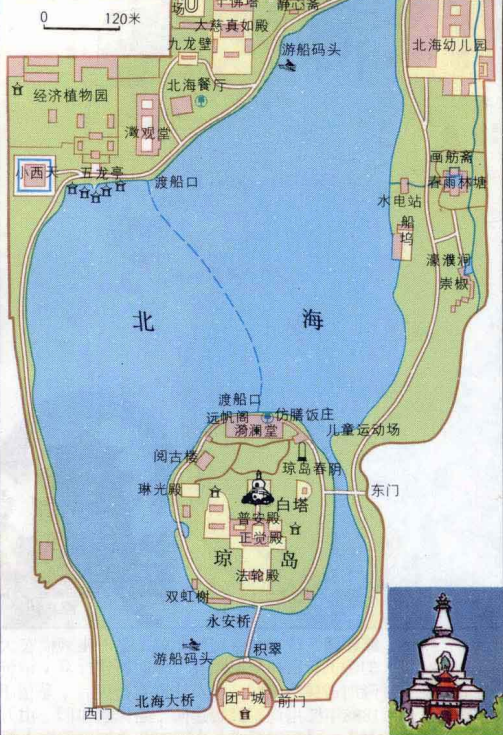 0 120米
场
千佛塔
静心斋
大慈真如殿
九龙壁
游船码头
北海幼儿园
北海餐厅
经济植物园
澂观堂
画舫斋
小西天
五龙亭
渡船口
春雨林塘
水电站
船坞
濠濮涧
崇椒
北 海
渡船口
远帆阁
仿膳饭庄
漪澜堂
儿童运动场
阅古楼
琼岛春阴
琳光殿
东门
白塔
普安殿
正觉殿
琼 岛
法轮殿
双虹榭
永安桥
积翠
游船码头
北海大桥
团城
前门
西门